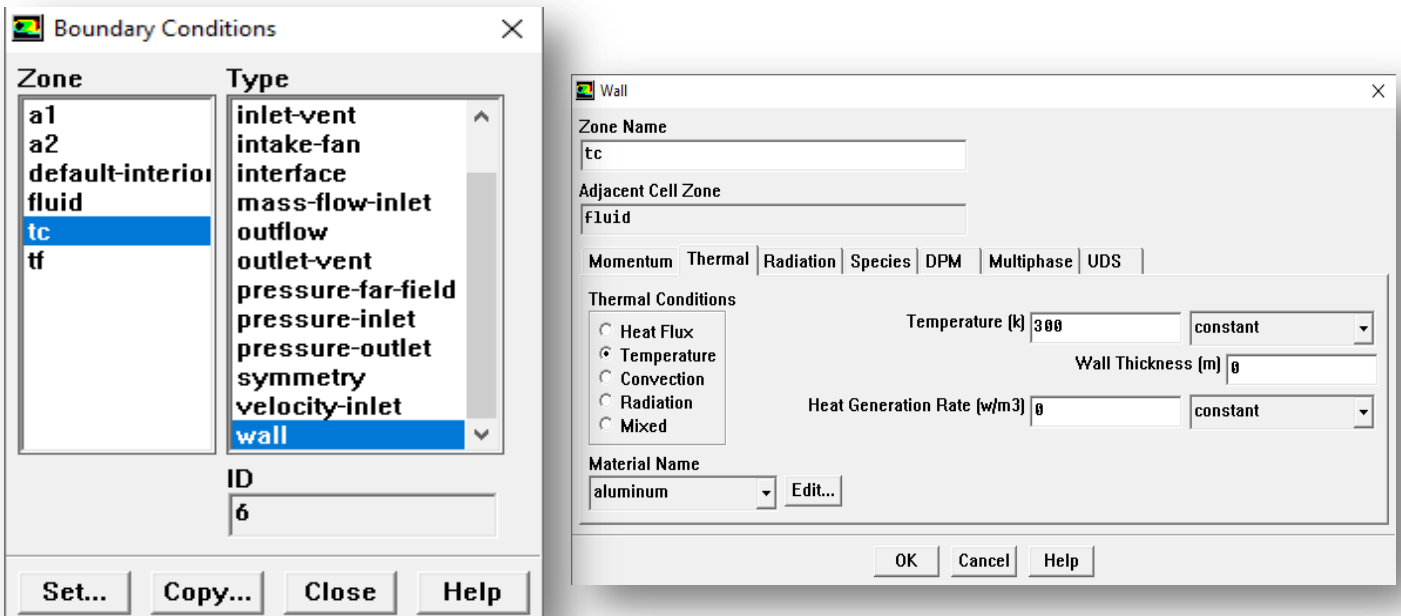 Boundary Conditions
Zone
a1
a2
default-interior
fluid
tc
tf
Type
inlet-vent
intake-fan
interface
mass-flow-inlet
outflow
outlet-vent
pressure-far-field
pressure-inlet
pressure-outlet
symmetry
velocity-inlet
wall
ID
6
Set...
Copy...
Close
Help
Wall
Zone Name
tc
Adjacent Cell Zone
fluid
Momentum Thermal Radiation Species DPM Multiphase UDS
Thermal Conditions
Heat Flux
Temperature
Convection
Radiation
Mixed
Temperature (k) 300 constant
Wall Thickness (m) 0
Heat Generation Rate (w/m3) 0 constant
Material Name
aluminum Edit...
OK Cancel Help